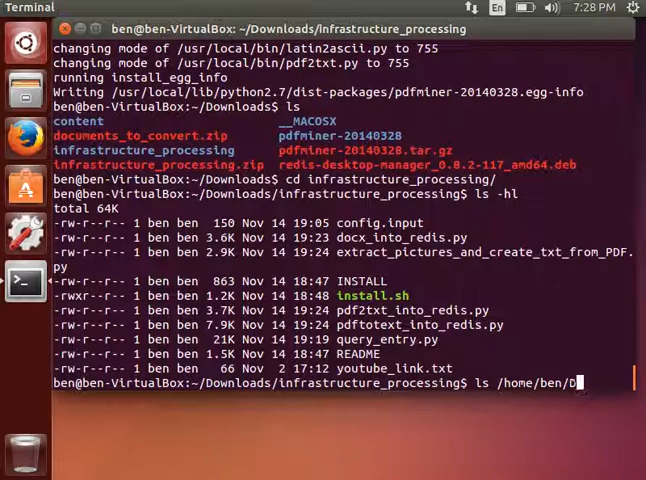 Terminal
En
7:28 PM
ben@ben-VirtualBox: ~/Downloads/infrastructure_processing
changing mode of /usr/local/bin/latin2ascii.py to 755
changing mode of /usr/local/bin/pdf2txt.py to 755
running install_egg_info
Writing /usr/local/lib/python2.7/dist-packages/pdfminer-20140328.egg-info
ben@ben-VirtualBox:~/Downloads$ ls
content __MACOSX
documents_to_convert.zip pdfminer-20140328
infrastructure_processing pdfminer-20140328.tar.gz
infrastructure_processing.zip redis-desktop-manager_0.8.2-117_amd64.deb
ben@ben-VirtualBox:~/Downloads$ cd infrastructure_processing/
ben@ben-VirtualBox:~/Downloads/infrastructure_processing$ ls -hl
total 64K
-rw-r--r-- 1 ben ben 150 Nov 14 19:05 config.input
-rw-r--r-- 1 ben ben 3.6K Nov 14 19:23 docx_into_redis.py
-rw-r--r-- 1 ben ben 2.9K Nov 14 19:24 extract_pictures_and_create_txt_from_PDF.
py
-rw-r--r-- 1 ben ben 863 Nov 14 18:47 INSTALL
-rwxr--r-- 1 ben ben 1.2K Nov 14 18:48 install.sh
-rw-r--r-- 1 ben ben 3.7K Nov 14 19:24 pdf2txt_into_redis.py
-rw-r--r-- 1 ben ben 7.9K Nov 14 19:24 pdftotext_into_redis.py
-rw-r--r-- 1 ben ben 21K Nov 14 19:19 query_entry.py
-rw-r--r-- 1 ben ben 1.5K Nov 14 18:47 README
-rw-r--r-- 1 ben ben 66 Nov 2 17:12 youtube_link.txt
ben@ben-VirtualBox:~/Downloads/infrastructure_processing$ ls /home/ben/D